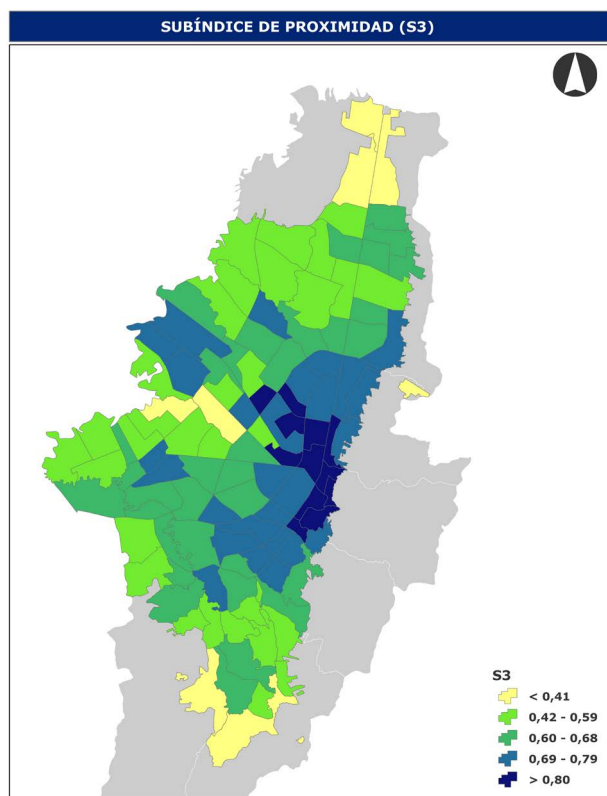 SUBÍNDICE DE PROXIMIDAD (S3)
S3
< 0,41
0,42 - 0,59
0,60 - 0,68
0,69 - 0,79
> 0,80